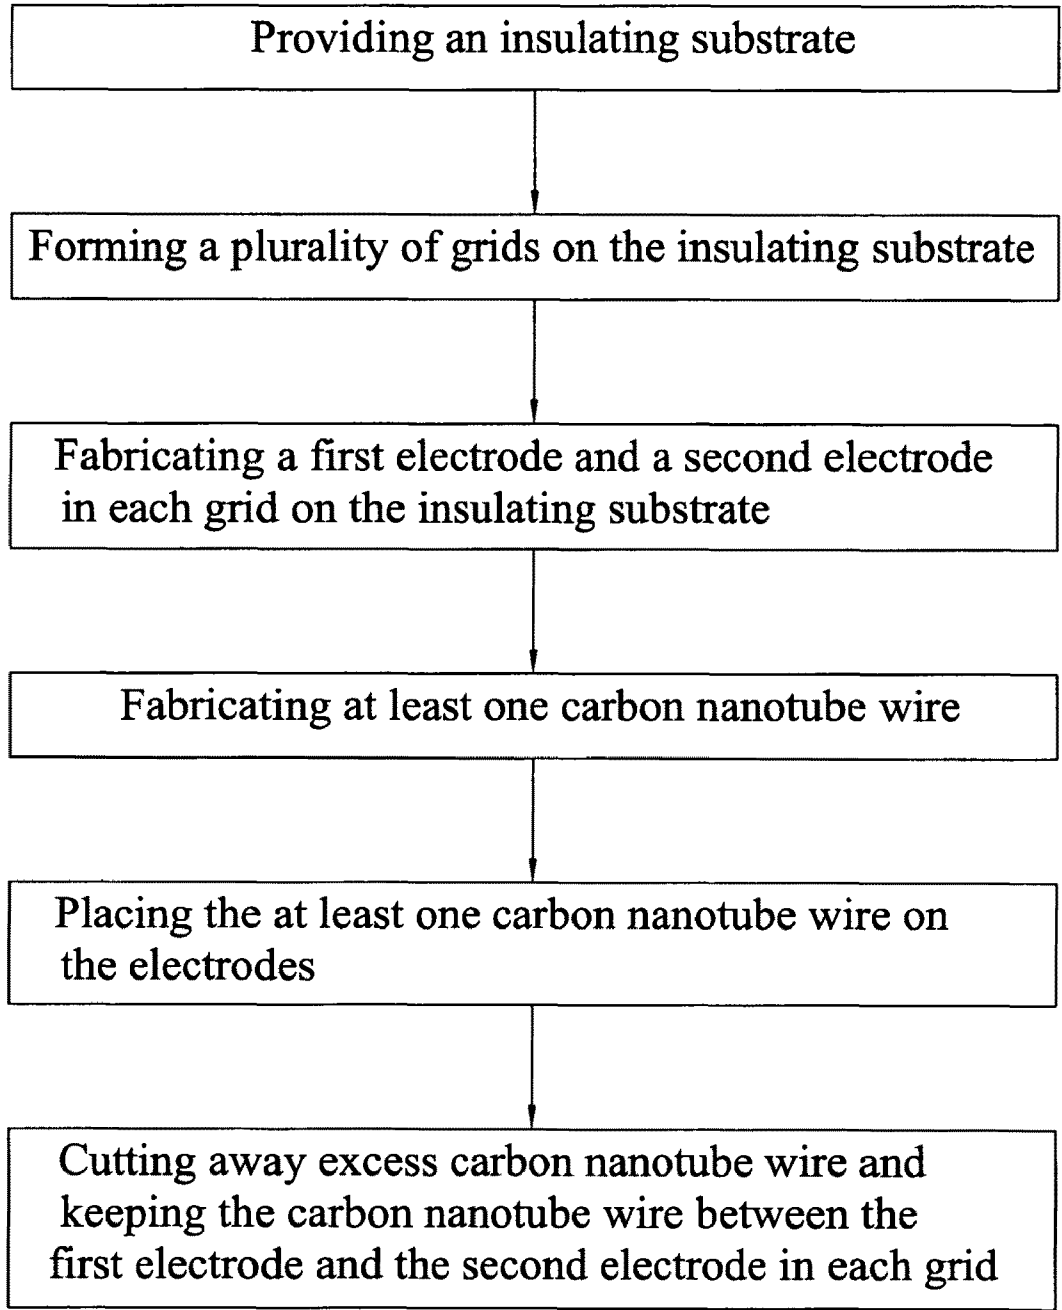 Providing an insulating substrate
Forming a plurality of grids on the insulating substrate
Fabricating a first electrode and a second electrode
in each grid on the insulating substrate
Fabricating at least one carbon nanotube wire
Placing the at least one carbon nanotube wire on
the electrodes
Cutting away excess carbon nanotube wire and
keeping the carbon nanotube wire between the
first electrode and the second electrode in each grid